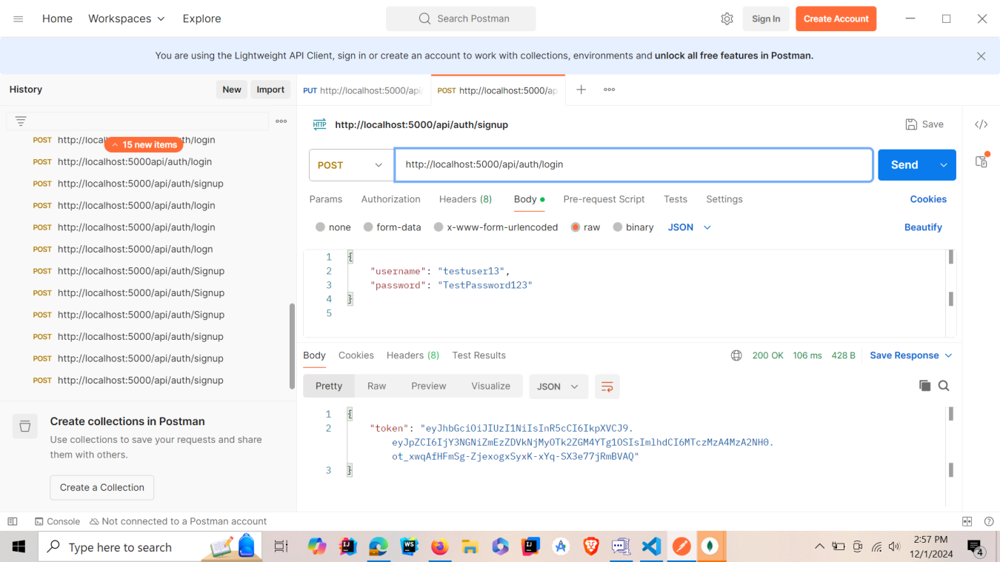 Home Workspaces Explore Search Postman Sign In Create Account
You are using the Lightweight API Client, sign in or create an account to work with collections, environments and unlock all free features in Postman.
History New Import
PUT http://localhost:5000/api/ POST http://localhost:5000/ap
15 new items
POST http://local th/login
POST http://localhost:5000api/auth/login
POST http://localhost:5000/api/auth/signup
POST http://localhost:5000/api/auth/login
POST http://localhost:5000/api/auth/login
POST http://localhost:5000/api/auth/logn
POST http://localhost:5000/api/auth/Signup
POST http://localhost:5000/api/auth/Signup
POST http://localhost:5000/api/auth/Signup
POST http://localhost:5000/api/auth/signup
POST http://localhost:5000/api/auth/signup
POST http://localhost:5000/api/auth/signup
Create collections in Postman
Use collections to save your requests and share
them with others.
Create a Collection
HTTP http://localhost:5000/api/auth/signup Save
POST http://localhost:5000/api/auth/login Send
Params Authorization Headers (8) Body Pre-request Script Tests Settings Cookies
none form-data x-www-form-urlencoded raw binary JSON Beautify
1 {
2 "username": "testuser13",
3 "password": "TestPassword123"
4 }
5
Body Cookies Headers (8) Test Results 200 OK 106 ms 428 B Save Response
Pretty Raw Preview Visualize JSON
1 {
2 "token": "eyJhbGciOiJIUzI1NiIsInR5cCI6IkpXVCJ9.
eyJpZCI6IjY3NGNiZmEzZDVkNjMyOTk2ZGM4YTg1OSIsImlhdCI6MTczMzA4MzA2NH0.
ot_xwqAfHFmSg-ZjexogxSyxK-xYq-SX3e77jRmBVAQ"
3 }
Console Not connected to a Postman account
Type here to search
2:57 PM
12/1/2024
4